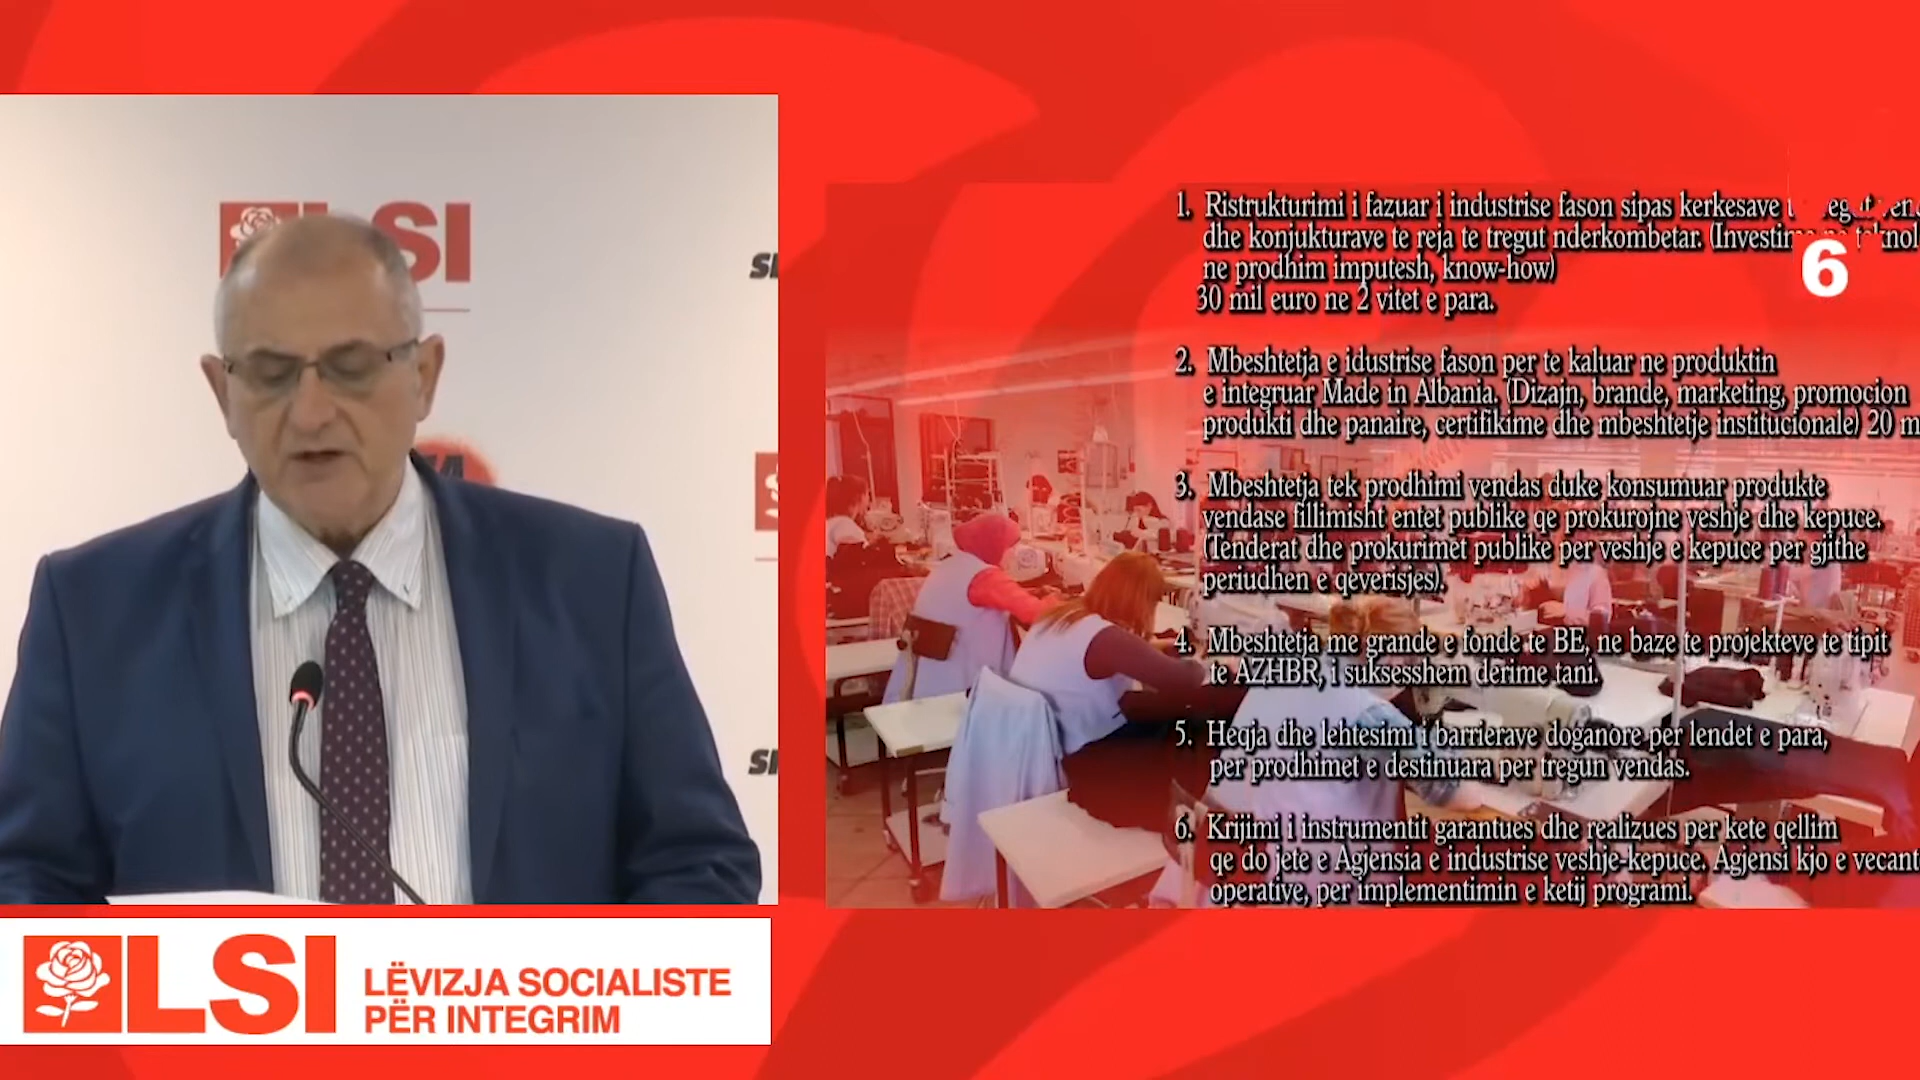 LSI
1. Ristrukturimi i fazuar i industrise fason sipas kerkesave
dhe konjukturave te reja te tregut nderkombetar.
ne prodhim imputesh, know-how)
30 mil euro ne 2 vitet e para.
6
2. Mbeshtetja e idustrise fason per te kaluar ne produktin
e integruar Made in Albania. (Dizajn, brande, marketing, promocion
produkti dhe panaire, certifikime dhe mbeshtetje institucionale) 20
3. Mbeshtetja tek prodhimi vendas duke konsumuar produkte
vendase fillimisht entet publike qe prokurojne veshje dhe kepuce.
(Tenderat dhe prokurimet publike per veshje e kepuce per gjithe
periudhen e qeverisjes).
4. Mbeshtetja me grande e fonde te BE, ne baze te projekteve te tipit
te AZHBR, i suksesshem derime tani.
5. Heqja dhe lehtesimi i barrierave doganore per lendet e para,
per prodhimet e destinuara per tregun vendas.
6. Krijimi i instrumentit garantues dhe realizues per kete qellim
qe do jete e Agjensia e industrise veshje-kepuce. Agjensi kjo e
operative, per implementimin e ketij programi.
LSI
LËVIZJA SOCIALISTE
PËR INTEGRIM